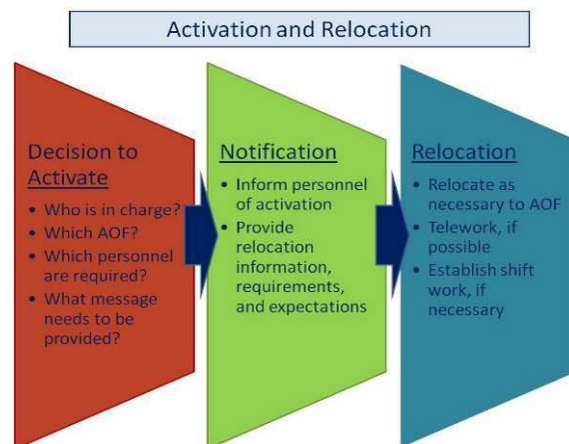 Activation and Relocation
Decision to
Activate
• Who is in charge?
• Which AOF?
• Which personnel
are required?
• What message
needs to be
provided?
Notification
• Inform personnel
of activation
• Provide
relocation
information,
requirements,
and expectations
Relocation
• Relocate as
necessary to AOF
• Telework, if
possible
• Establish shift
work, if
necessary